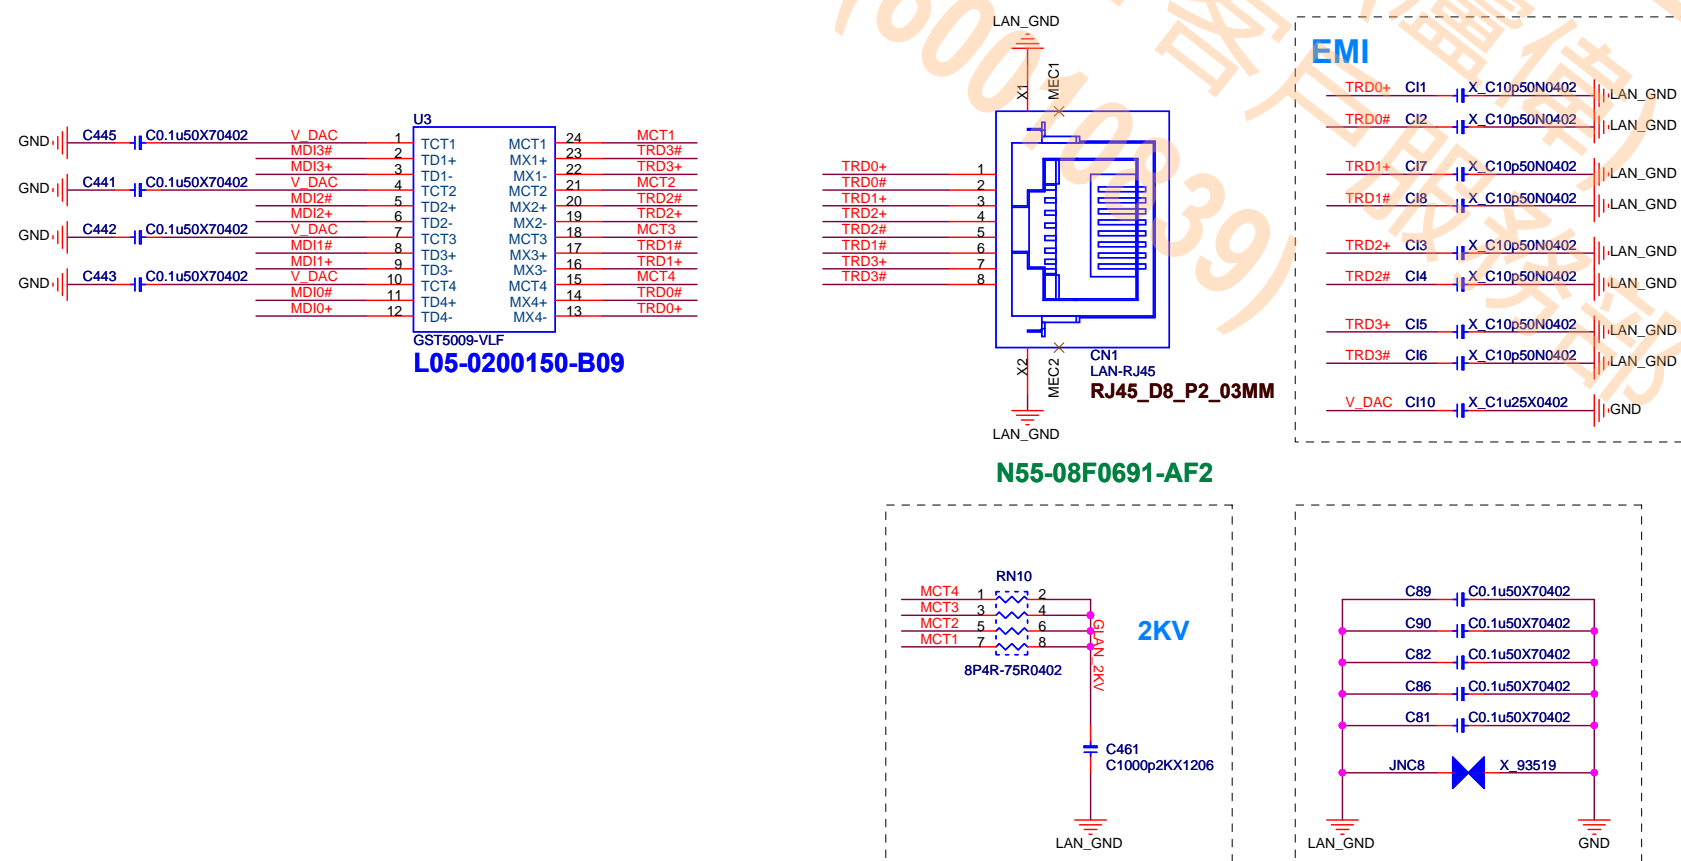 GND C445 C0.1u50X70402 V_DAC
MDI3#
MDI3+
GND C441 C0.1u50X70402 V_DAC
MDI2#
MDI2+
GND C442 C0.1u50X70402 V_DAC
MDI1#
MDI1+
GND C443 C0.1u50X70402 V_DAC
MDI0#
MDI0+
U3
1 TCT1 MCT1 24 MCT1
2 TD1+ MX1+ 23 TRD3#
3 TD1- MX1- 22 TRD3+
4 TCT2 MCT2 21 MCT2
5 TD2+ MX2+ 20 TRD2#
6 TD2- MX2- 19 TRD2+
7 TCT3 MCT3 18 MCT3
8 TD3+ MX3+ 17 TRD1#
9 TD3- MX3- 16 TRD1+
10 TCT4 MCT4 15 MCT4
11 TD4+ MX4+ 14 TRD0#
12 TD4- MX4- 13 TRD0+
GST5009-VLF
L05-0200150-B09
LAN_GND
X1 MEC1
TRD0+ 1
TRD0# 2
TRD1+ 3
TRD2+ 4
TRD2# 5
TRD1# 6
TRD3+ 7
TRD3# 8
X2 MEC2
CN1
LAN-RJ45
RJ45_D8_P2_03MM
LAN_GND
N55-08F0691-AF2
EMI
TRD0+ CI1 X_C10p50N0402 LAN_GND
TRD0# CI2 X_C10p50N0402 LAN_GND
TRD1+ CI7 X_C10p50N0402 LAN_GND
TRD1# CI8 X_C10p50N0402 LAN_GND
TRD2+ CI3 X_C10p50N0402 LAN_GND
TRD2# CI4 X_C10p50N0402 LAN_GND
TRD3+ CI5 X_C10p50N0402 LAN_GND
TRD3# CI6 X_C10p50N0402 LAN_GND
V_DAC CI10 X_C1u25X0402 GND
RN10
MCT4 1 2
MCT3 3 4
MCT2 5 6
MCT1 7 8
8P4R-75R0402
GLAN_2KV
2KV
C461
C1000p2KX1206
LAN_GND
C89 C0.1u50X70402
C90 C0.1u50X70402
C82 C0.1u50X70402
C86 C0.1u50X70402
C81 C0.1u50X70402
JNC8 X_93519
LAN_GND GND
客戶服務部